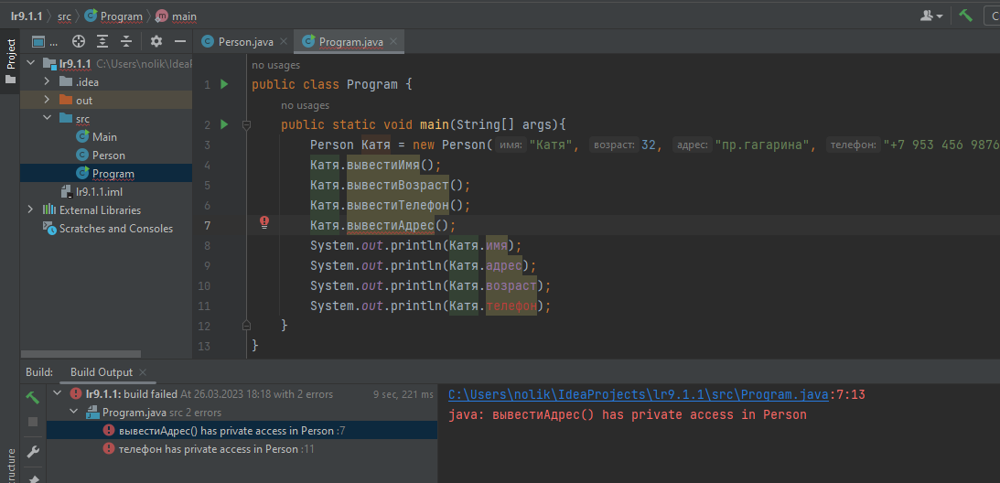 lr9.1.1 src Program main
Project
lr9.1.1 C:\Users\nolik\Idea
.idea
out
src
Main
Person
Program
lr9.1.1.iml
External Libraries
Scratches and Consoles
Person.java Program.java
no usages
1 public class Program {
no usages
2 public static void main(String[] args){
3 Person Катя = new Person( имя: "Катя", возраст: 32, адрес: "пр.гагарина", телефон: "+7 953 456 9876
4 Катя.вывестиИмя();
5 Катя.вывестиВозраст();
6 Катя.вывестиТелефон();
7 Катя.вывестиАдрес();
8 System.out.println(Катя.имя);
9 System.out.println(Катя.адрес);
10 System.out.println(Катя.возраст);
11 System.out.println(Катя.телефон);
12 }
13 }
Build: Build Output
lr9.1.1: build failed At 26.03.2023 18:18 with 2 errors 9 sec, 221 ms
Program.java src 2 errors
вывестиАдрес() has private access in Person :7
телефон has private access in Person :11
C:\Users\nolik\IdeaProjects\lr9.1.1\src\Program.java:7:13
java: вывестиАдрес() has private access in Person
ructure